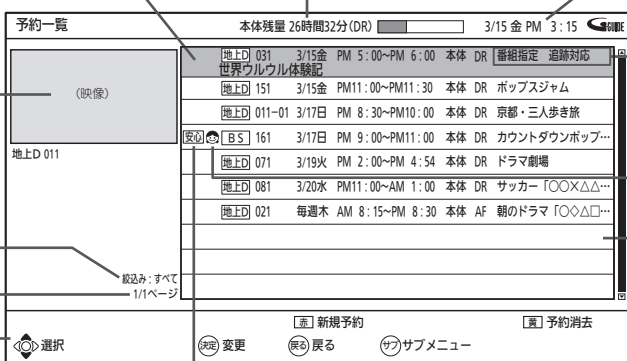 予約一覧 本体残量 26時間32分(DR) 3/15 金 PM 3:15 G GUIDE
地上D 031 3/15金 PM 5:00~PM 6:00 本体 DR 番組指定 追跡対応
世界ウルウル体験記
地上D 151 3/15金 PM11:00~PM11:30 本体 DR ポップスジャム
(映像)
地上D 011-01 3/17日 PM 8:30~PM10:00 本体 DR 京都・三人歩き旅
安心 BS 161 3/17日 PM 9:00~PM11:00 本体 DR カウントダウンポップ…
地上D 011
地上D 071 3/19火 PM 2:00~PM 4:54 本体 DR ドラマ劇場
地上D 081 3/20水 PM11:00~AM 1:00 本体 DR サッカー「○○×△△…
地上D 021 毎週木 AM 8:15~PM 8:30 本体 AF 朝のドラマ「○◇△□…
絞込み:すべて
1/1ページ
赤 新規予約 黄 予約消去
選択 決定 変更 戻る 戻る サブ サブメニュー